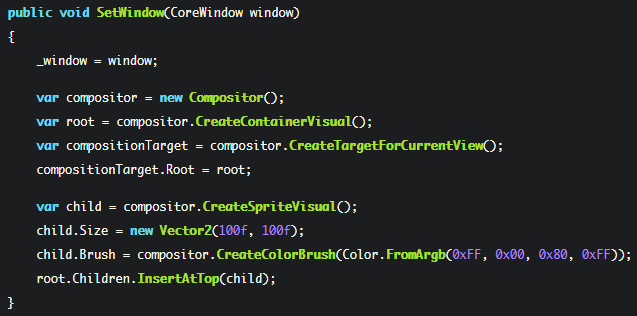 public void SetWindow(CoreWindow window)
{
    _window = window;

    var compositor = new Compositor();
    var root = compositor.CreateContainerVisual();
    var compositionTarget = compositor.CreateTargetForCurrentView();
    compositionTarget.Root = root;

    var child = compositor.CreateSpriteVisual();
    child.Size = new Vector2(100f, 100f);
    child.Brush = compositor.CreateColorBrush(Color.FromArgb(0xFF, 0x00, 0x80, 0xFF));
    root.Children.InsertAtTop(child);
}